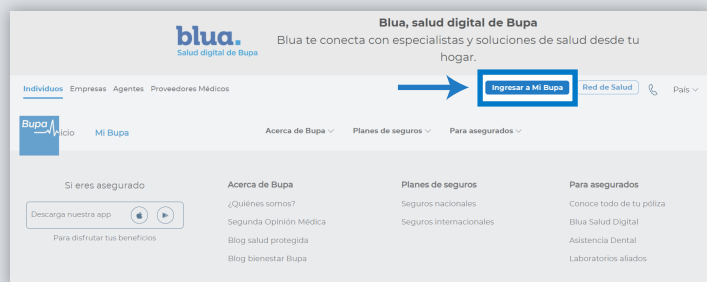 blua.
Salud digital de Bupa
Blua, salud digital de Bupa
Blua te conecta con especialistas y soluciones de salud desde tu
hogar.
Individuos Empresas Agentes Proveedores Médicos
Ingresar a Mi Bupa Red de Salud País
Bupa icio Mi Bupa Acerca de Bupa Planes de seguros Para asegurados
Si eres asegurado
Descarga nuestra app
Para disfrutar tus beneficios
Acerca de Bupa
¿Quiénes somos?
Segunda Opinión Médica
Blog salud protegida
Blog bienestar Bupa
Planes de seguros
Seguros nacionales
Seguros internacionales
Para asegurados
Conoce todo de tu póliza
Blua Salud Digital
Asistencia Dental
Laboratorios aliados